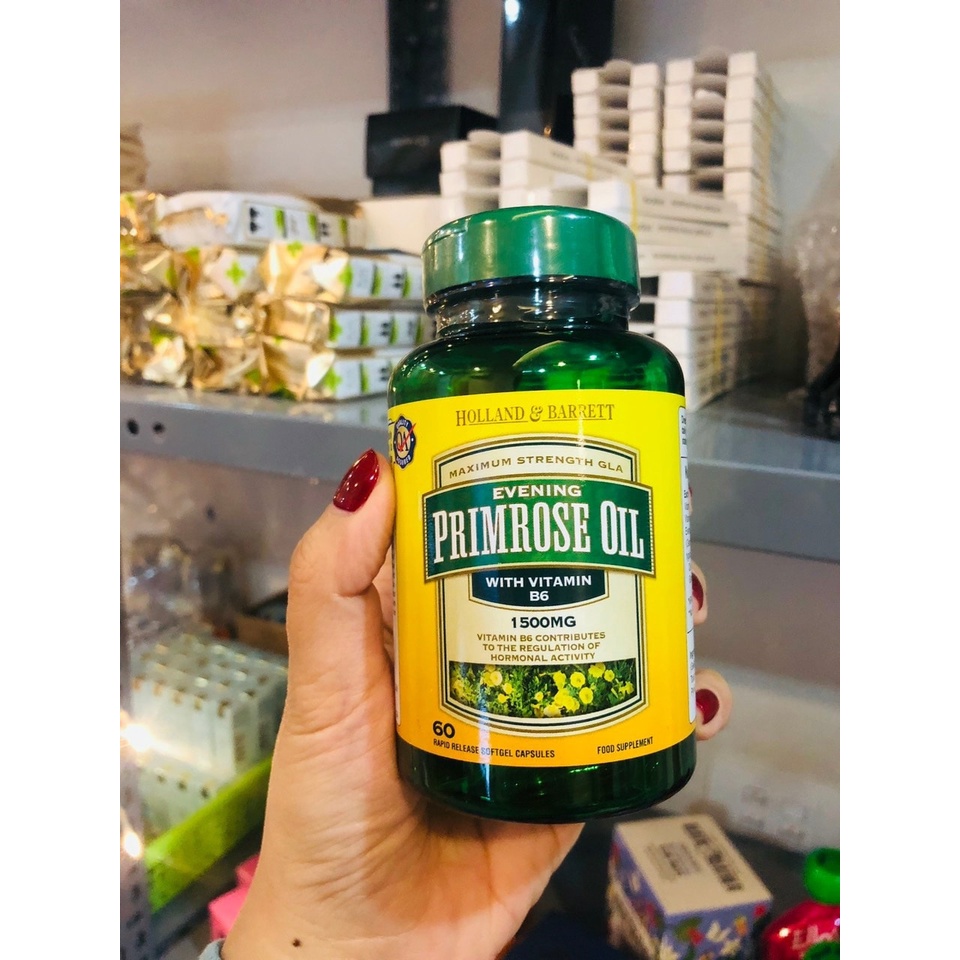 HOLLAND & BARRETT
QA
MAXIMUM STRENGTH GLA
EVENING
PRIMROSE OIL
WITH VITAMIN
B6
1500MG
VITAMIN B6 CONTRIBUTES
TO THE REGULATION OF
HORMONAL ACTIVITY
60
RAPID RELEASE SOFTGEL CAPSULES
FOOD SUPPLEMENT